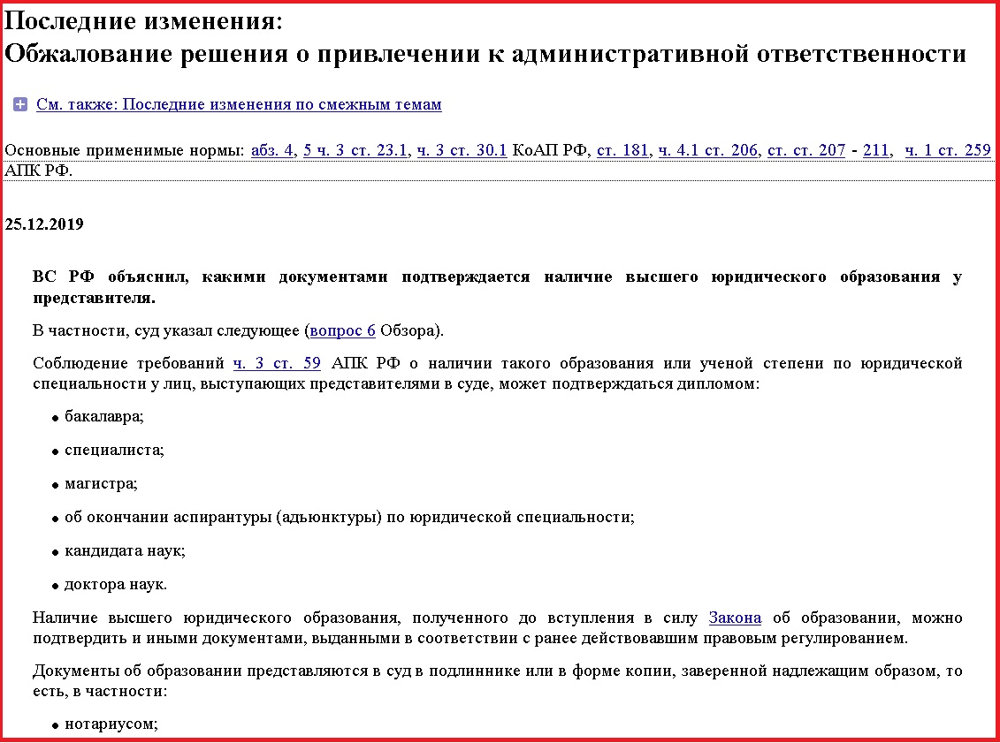 Последние изменения:
Обжалование решения о привлечении к административной ответственности
См. также: Последние изменения по смежным темам
Основные применимые нормы: абз. 4, 5 ч. 3 ст. 23.1, ч. 3 ст. 30.1 КоАП РФ, ст. 181, ч. 4.1 ст. 206, ст. ст. 207 - 211, ч. 1 ст. 259
АПК РФ.
25.12.2019
ВС РФ объяснил, какими документами подтверждается наличие высшего юридического образования у
представителя.
В частности, суд указал следующее (вопрос 6 Обзора).
Соблюдение требований ч. 3 ст. 59 АПК РФ о наличии такого образования или ученой степени по юридической
специальности у лиц, выступающих представителями в суде, может подтверждаться дипломом:
• бакалавра;
• специалиста;
• магистра;
• об окончании аспирантуры (адъюнктуры) по юридической специальности;
• кандидата наук;
• доктора наук.
Наличие высшего юридического образования, полученного до вступления в силу Закона об образовании, можно
подтвердить и иными документами, выданными в соответствии с ранее действовавшим правовым регулированием.
Документы об образовании представляются в суд в подлиннике или в форме копии, заверенной надлежащим образом, то
есть, в частности:
• нотариусом;